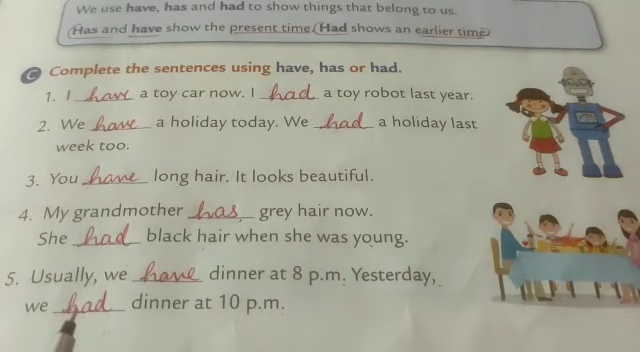 We use have, has and had to show things that belong to us.
Has and have show the present time. Had shows an earlier time.
C Complete the sentences using have, has or had.
1. I have a toy car now. I had a toy robot last year.
2. We have a holiday today. We had a holiday last
week too.
3. You have long hair. It looks beautiful.
4. My grandmother has grey hair now.
She had black hair when she was young.
5. Usually, we have dinner at 8 p.m. Yesterday,
we had dinner at 10 p.m.